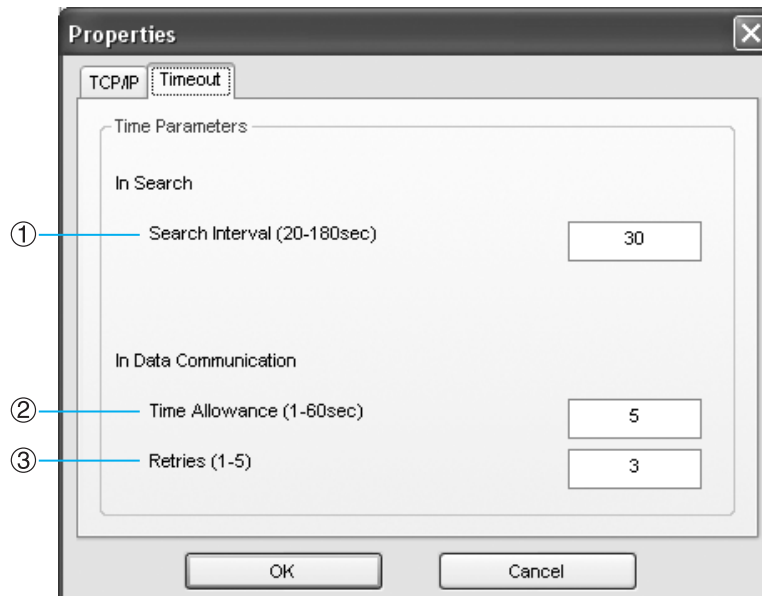 Properties
TCP/IP Timeout
Time Parameters
In Search
① Search Interval (20-180sec) 30
In Data Communication
② Time Allowance (1-60sec) 5
③ Retries (1-5) 3
OK Cancel